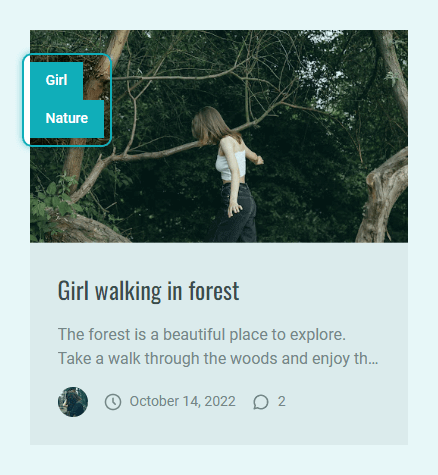 Girl
Nature
Girl walking in forest
The forest is a beautiful place to explore.
Take a walk through the woods and enjoy th...
October 14, 2022
2